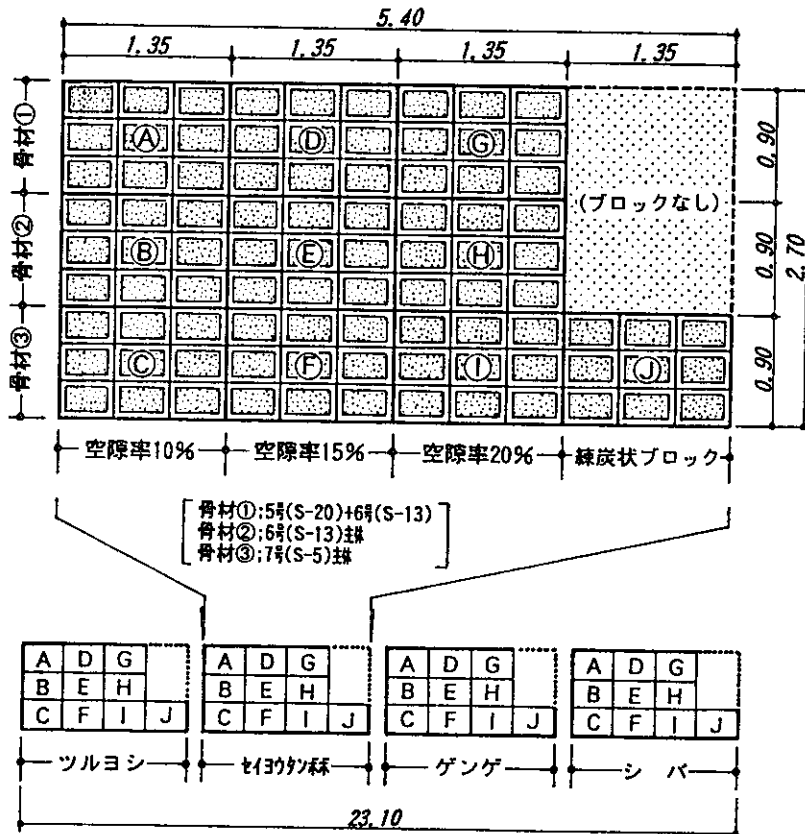 5.40
1.35 1.35 1.35 1.35
骨材① A D G 0.90
(ブロックなし)
骨材② B E H 0.90 2.70
骨材③ C F I J 0.90
空隙率10% 空隙率15% 空隙率20% 練炭状ブロック
骨材①;5号(S-20)+6号(S-13)
骨材②;6号(S-13)主体
骨材③;7号(S-5)主体
A D G A D G A D G A D G
B E H B E H B E H B E H
C F I J C F I J C F I J C F I J
ツルヨシ セイヨウタンポポ ゲンゲ シバ
23.10